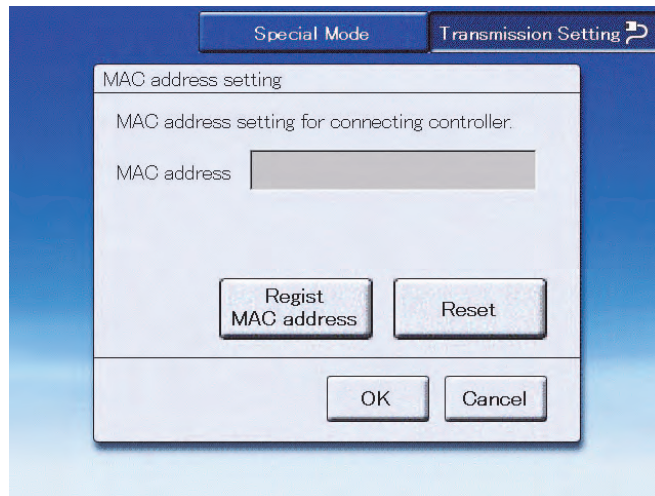 Special Mode
Transmission Setting
MAC address setting
MAC address setting for connecting controller.
MAC address
Regist
MAC address
Reset
OK
Cancel